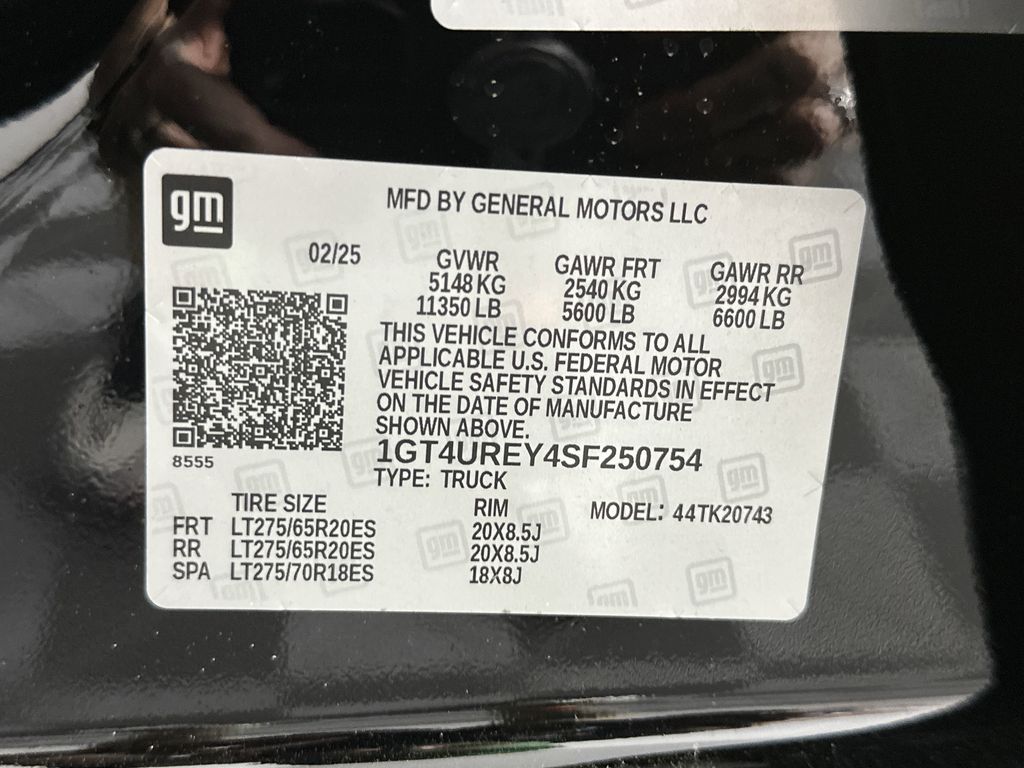 gm
MFD BY GENERAL MOTORS LLC
02/25
GVWR GAWR FRT GAWR RR
5148 KG 2540 KG 2994 KG
11350 LB 5600 LB 6600 LB
THIS VEHICLE CONFORMS TO ALL
APPLICABLE U.S. FEDERAL MOTOR
VEHICLE SAFETY STANDARDS IN EFFECT
ON THE DATE OF MANUFACTURE
SHOWN ABOVE.
8555
1GT4UREY4SF250754
TYPE: TRUCK
TIRE SIZE RIM MODEL: 44TK20743
FRT LT275/65R20ES 20X8.5J
RR LT275/65R20ES 20X8.5J
SPA LT275/70R18ES 18X8J